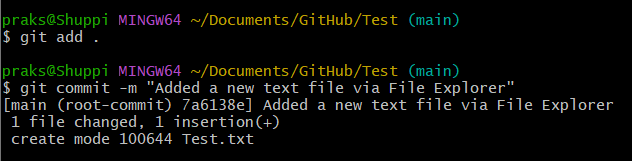 praks@Shuppi MINGW64 ~/Documents/GitHub/Test (main)
$ git add .
praks@Shuppi MINGW64 ~/Documents/GitHub/Test (main)
$ git commit -m "Added a new text file via File Explorer"
[main (root-commit) 7a6138e] Added a new text file via File Explorer
 1 file changed, 1 insertion(+)
 create mode 100644 Test.txt